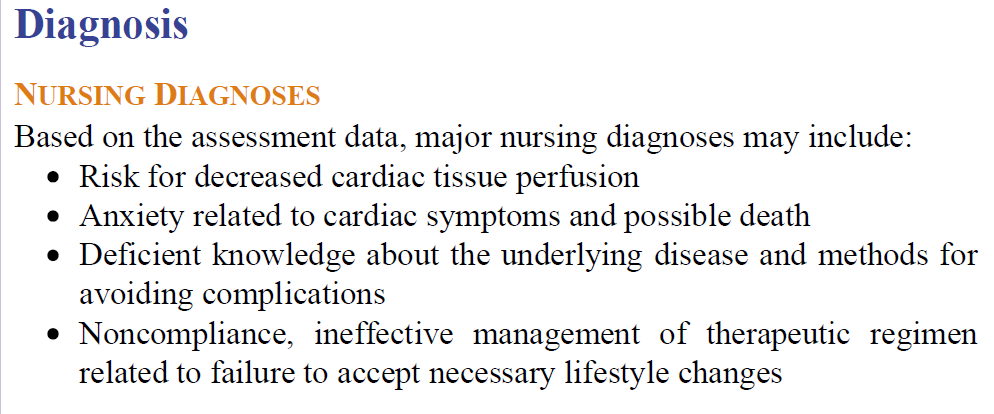 Diagnosis
NURSING DIAGNOSES
Based on the assessment data, major nursing diagnoses may include:
• Risk for decreased cardiac tissue perfusion
• Anxiety related to cardiac symptoms and possible death
• Deficient knowledge about the underlying disease and methods for
avoiding complications
• Noncompliance, ineffective management of therapeutic regimen
related to failure to accept necessary lifestyle changes